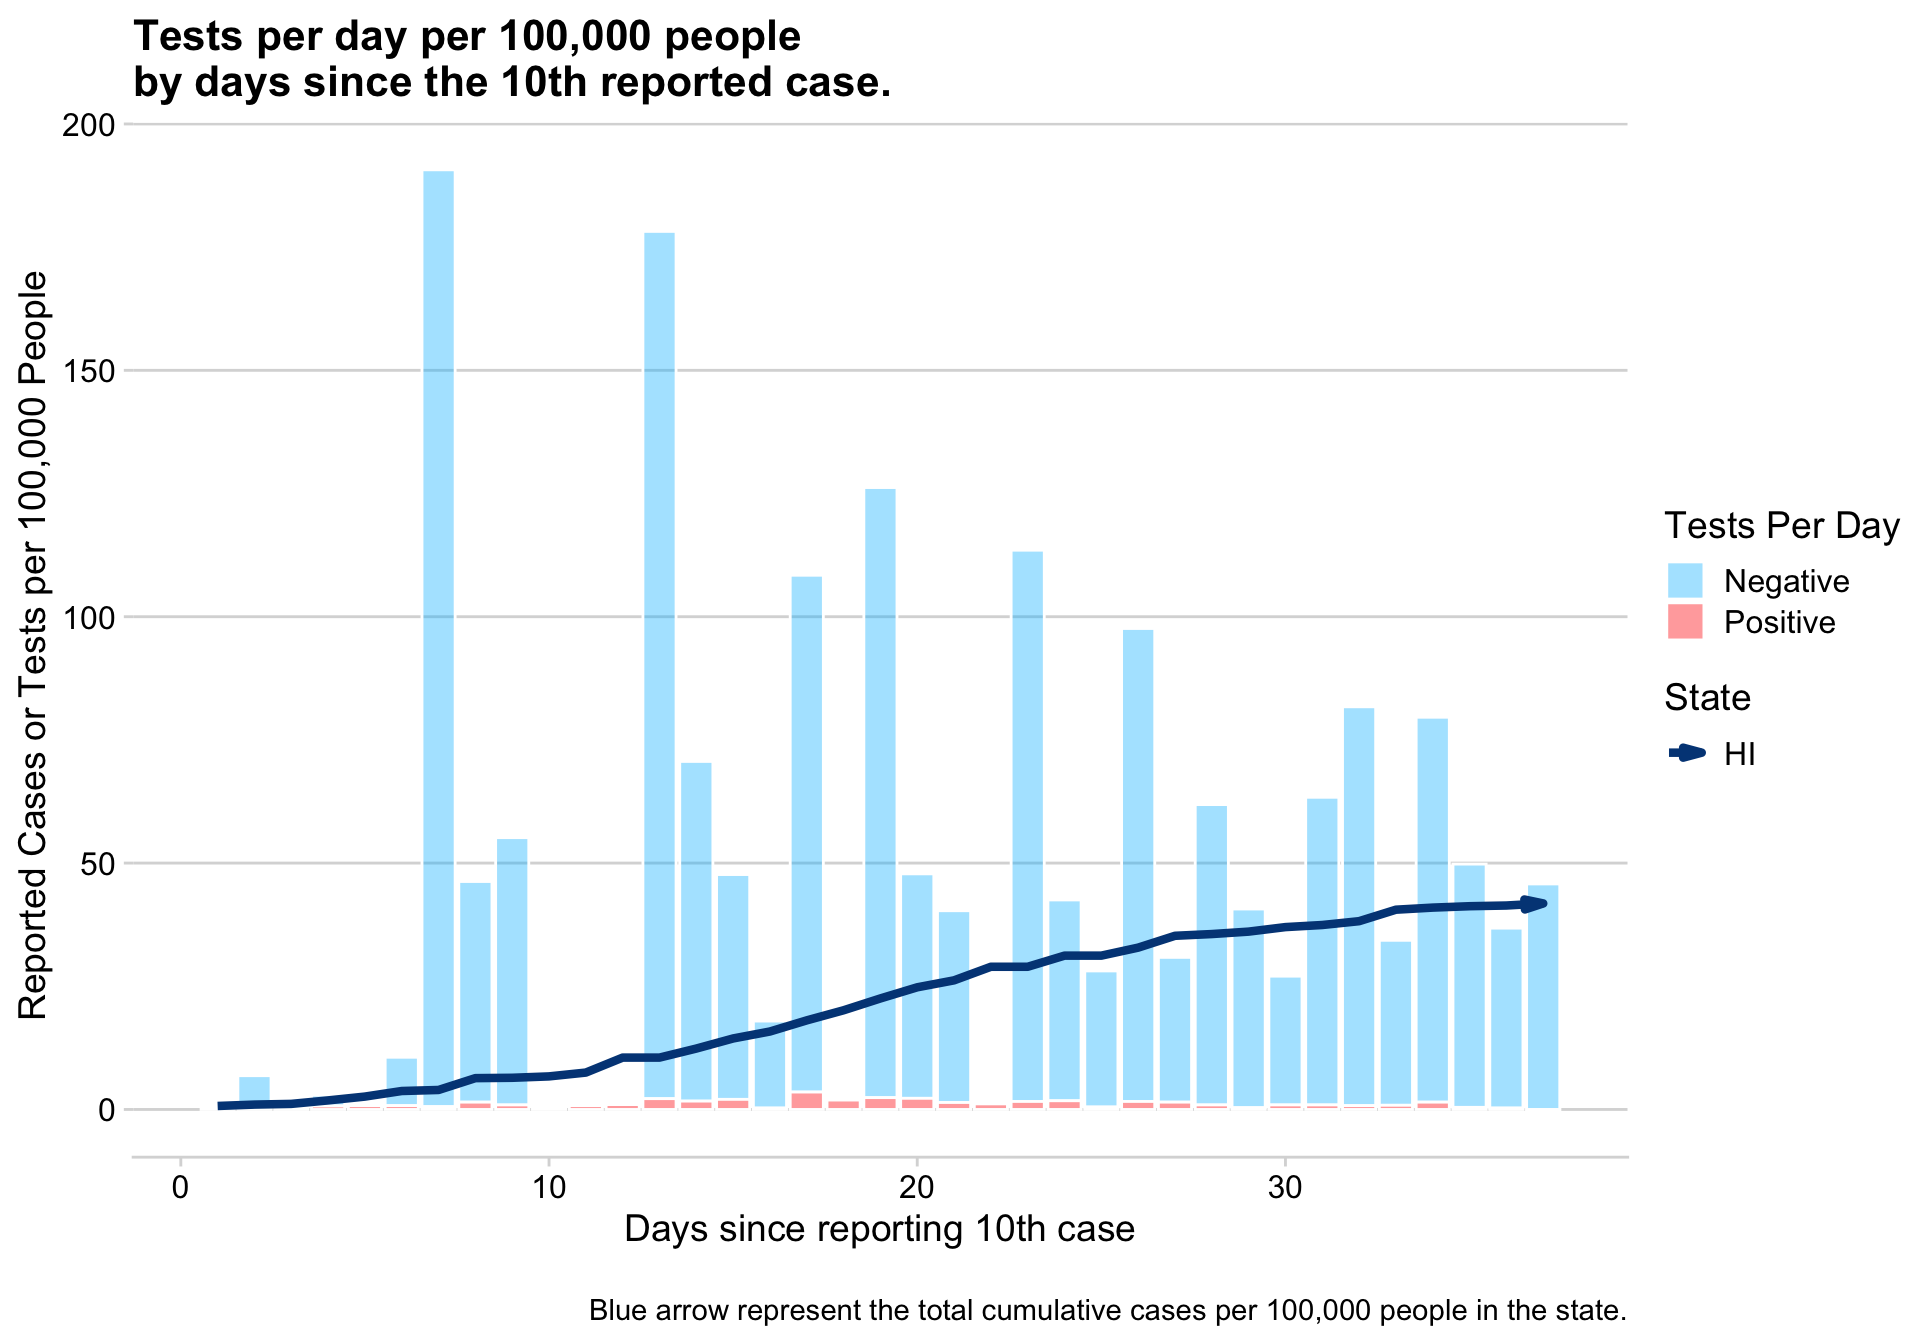 Tests per day per 100,000 people
by days since the 10th reported case.
Reported Cases or Tests per 100,000 People
200
150
100
50
0
0
10
20
30
Days since reporting 10th case
Tests Per Day
Negative
Positive
State
HI
Blue arrow represent the total cumulative cases per 100,000 people in the state.